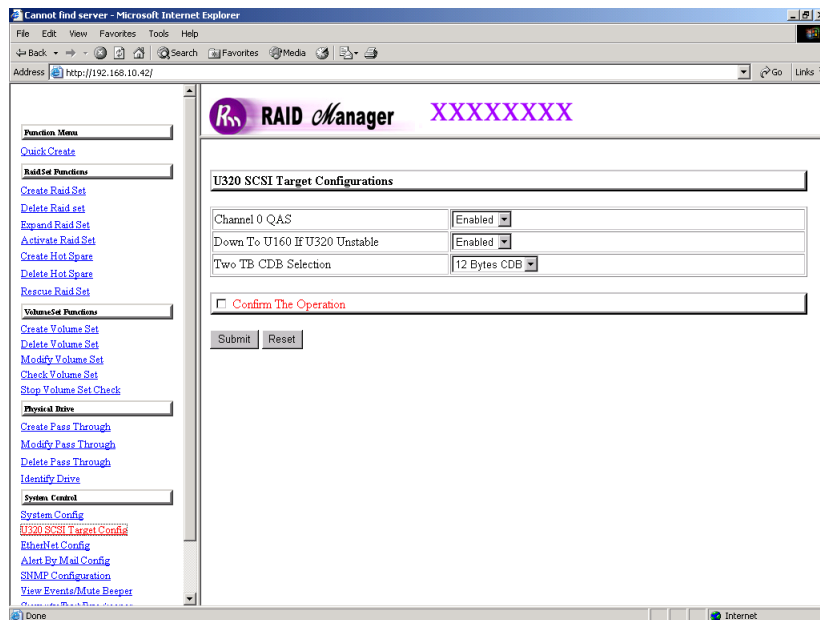 Cannot find server - Microsoft Internet Explorer
File Edit View Favorites Tools Help
Back Search Favorites Media
Address http://192.168.10.42/ Go Links
Function Menu
Quick Create
RaidSet Functions
Create Raid Set
Delete Raid set
Expand Raid Set
Activate Raid Set
Create Hot Spare
Delete Hot Spare
Rescue Raid Set
VolumeSet Functions
Create Volume Set
Delete Volume Set
Modify Volume Set
Check Volume Set
Stop Volume Set Check
Physical Drive
Create Pass Through
Modify Pass Through
Delete Pass Through
Identify Drive
System Control
System Config
U320 SCSI Target Config
EtherNet Config
Alert By Mail Config
SNMP Configuration
View Events/Mute Beeper
Rm RAID Manager XXXXXXXX
U320 SCSI Target Configurations
Channel 0 QAS Enabled
Down To U160 If U320 Unstable Enabled
Two TB CDB Selection 12 Bytes CDB
Confirm The Operation
Submit Reset
Done Internet